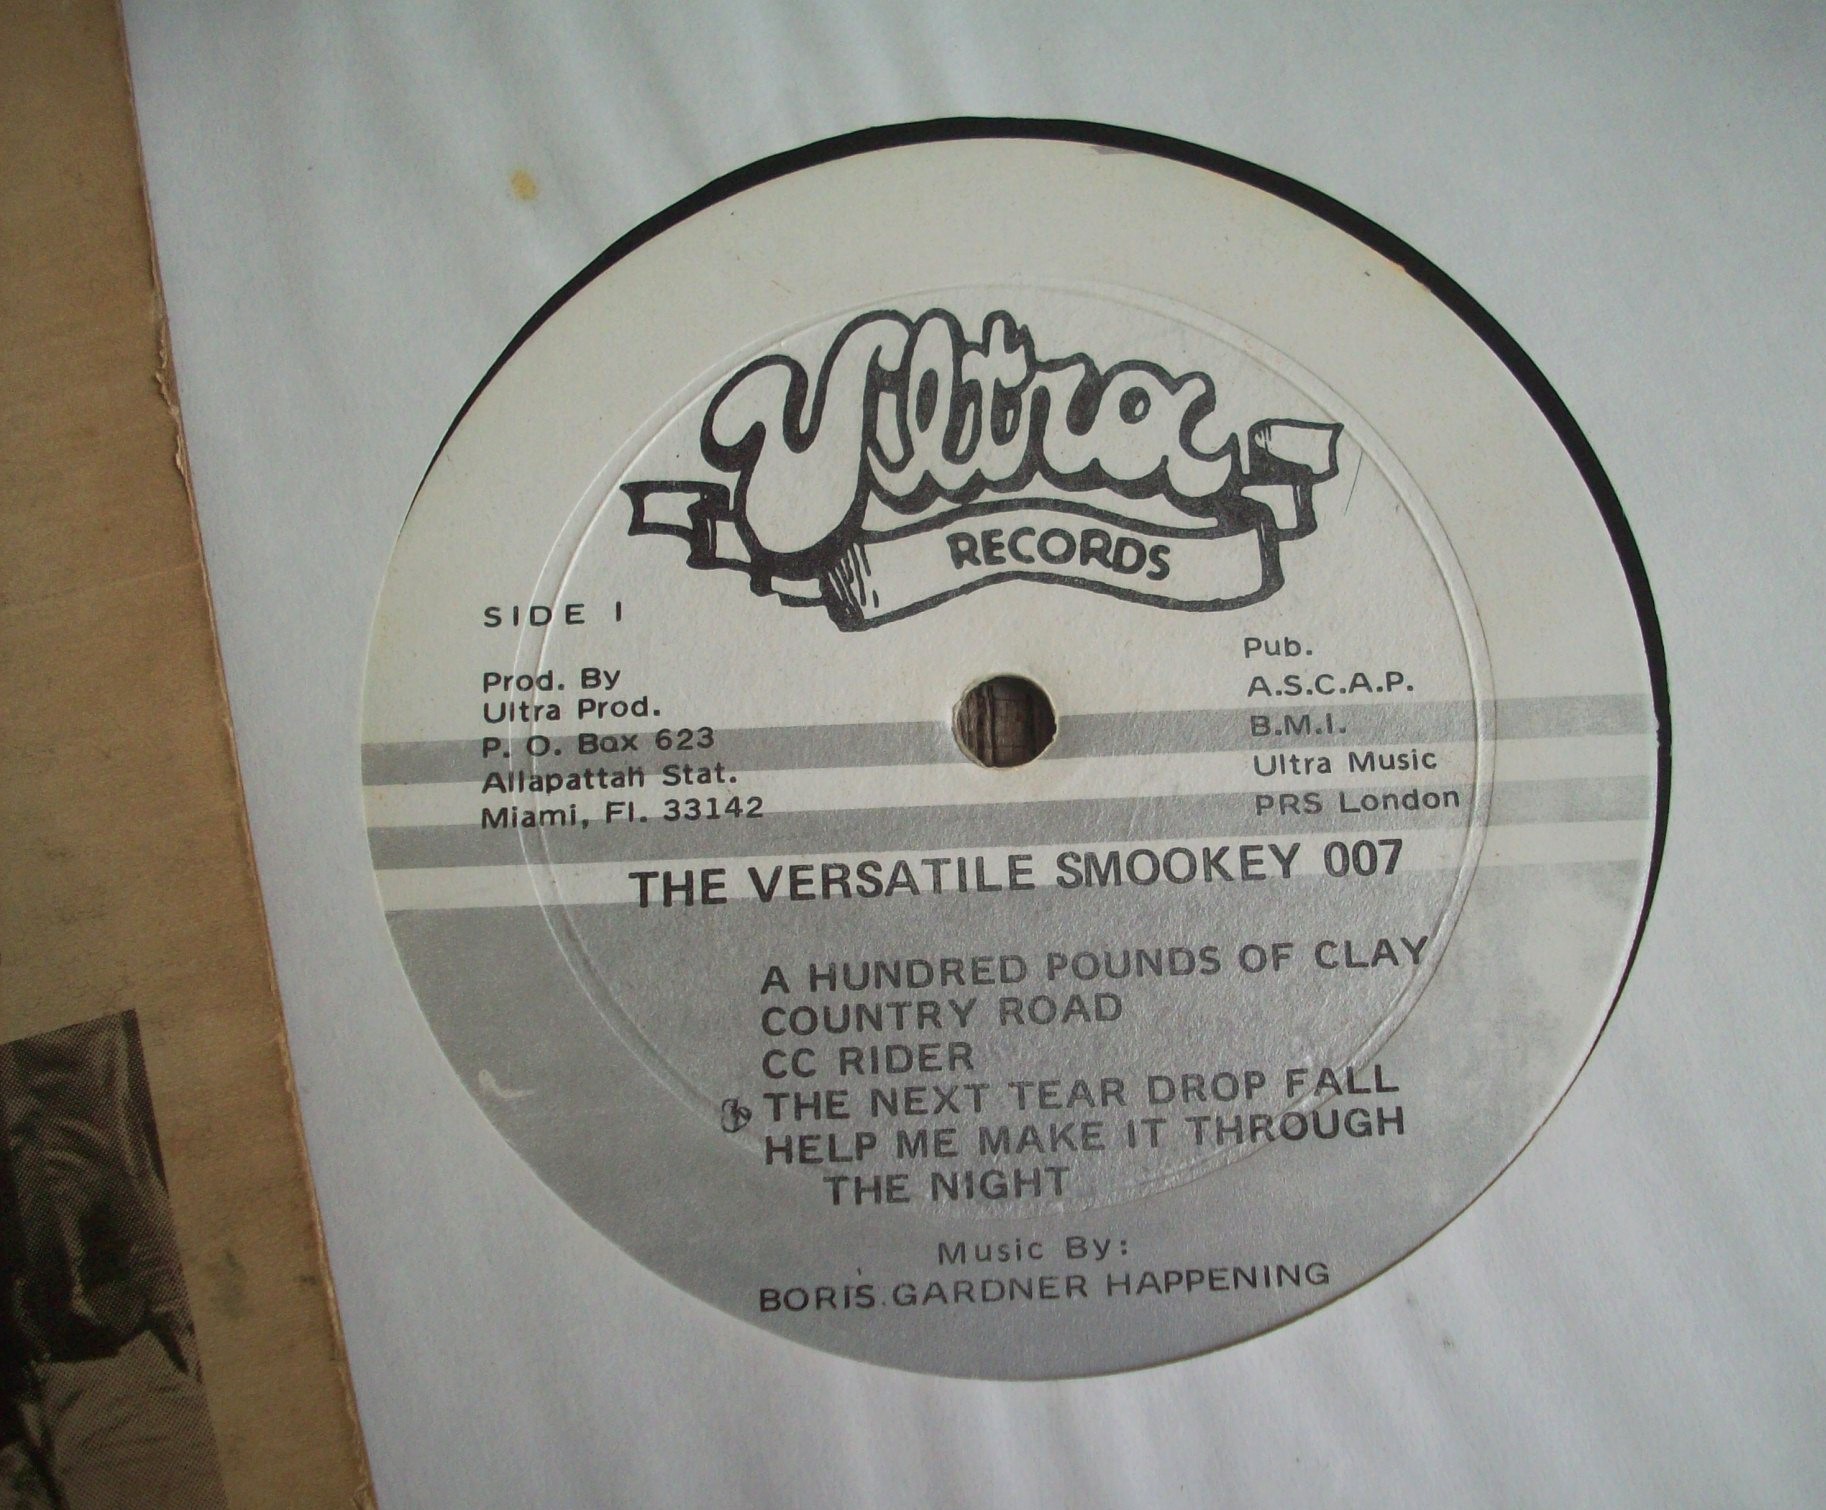 Ultra
RECORDS
SIDE 1
Prod. By
Ultra Prod.
P. O. Box 623
Allapattah Stat.
Miami, Fl. 33142
Pub.
A.S.C.A.P.
B.M.I.
Ultra Music
PRS London
THE VERSATILE SMOOKEY 007
A HUNDRED POUNDS OF CLAY
COUNTRY ROAD
CC RIDER
THE NEXT TEAR DROP FALL
HELP ME MAKE IT THROUGH
THE NIGHT
Music By:
BORIS GARDNER HAPPENING